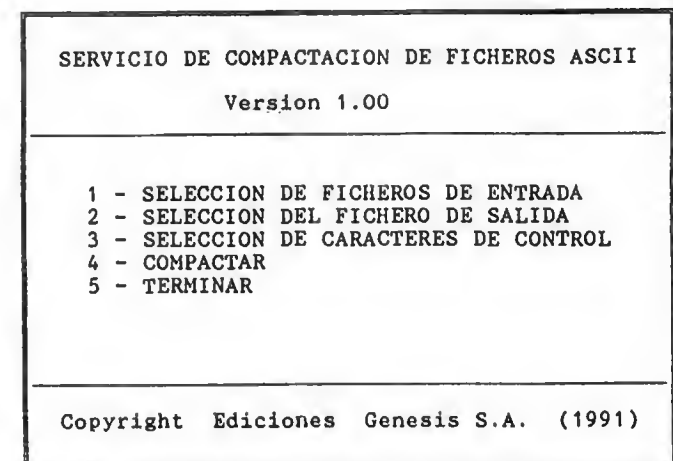 SERVICIO DE COMPACTACION DE FICHEROS ASCII
Version 1.00
1 - SELECCION DE FICHEROS DE ENTRADA
2 - SELECCION DEL FICHERO DE SALIDA
3 - SELECCION DE CARACTERES DE CONTROL
4 - COMPACTAR
5 - TERMINAR
Copyright Ediciones Genesis S.A. (1991)